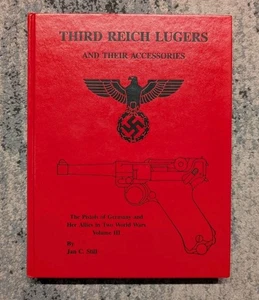 THIRD REICH LUGERS
AND THEIR ACCESSORIES
The Pistols of Germany and
Her Allies in Two World Wars
Volume III
By
Jan C. Still